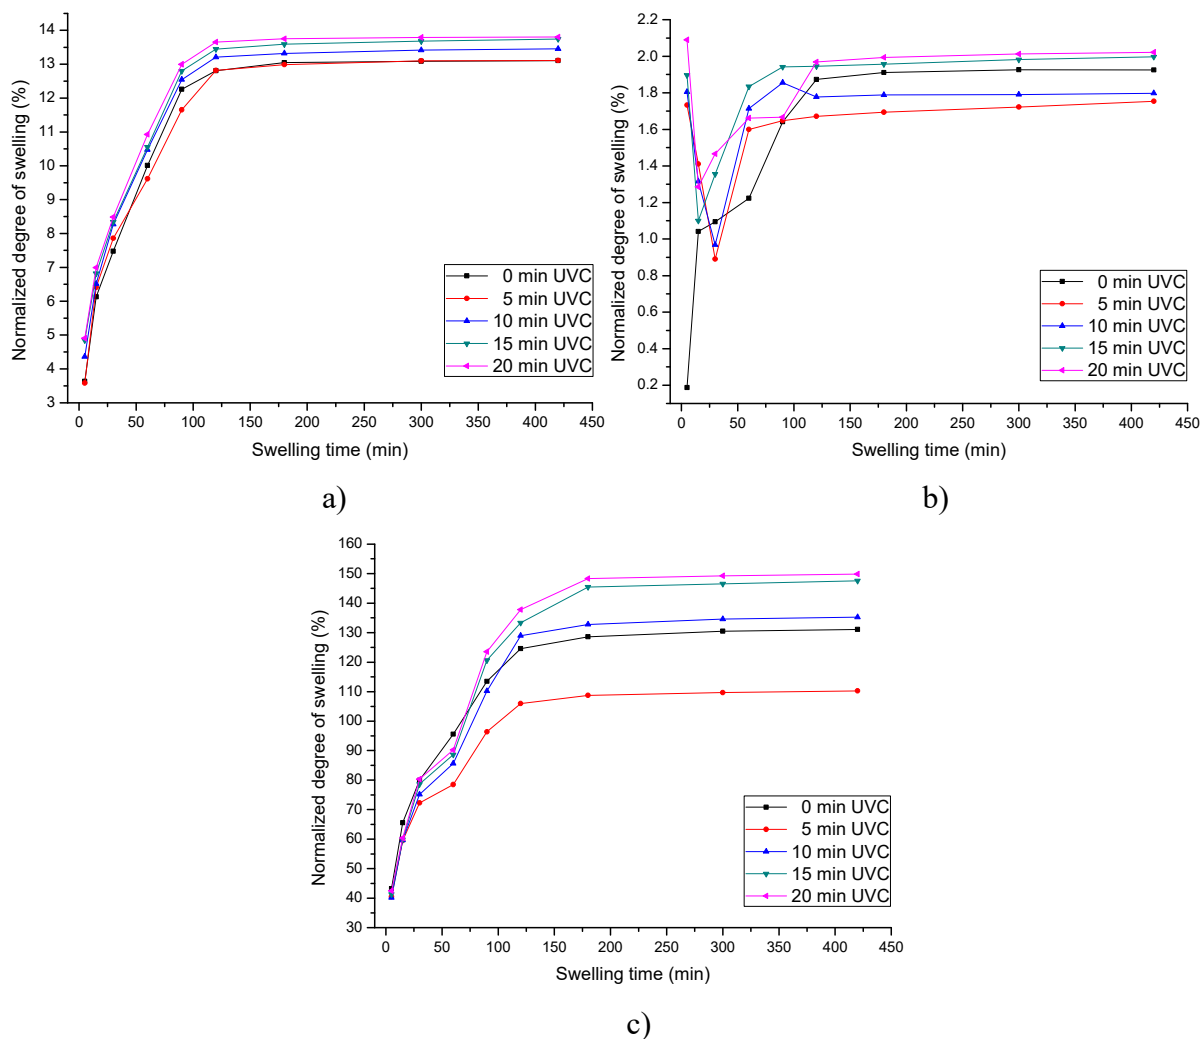 14
13
12
11
10
9
8
7
6
5
4
3
Normalized degree of swelling (%)
0 50 100 150 200 250 300 350 400 450
Swelling time (min)
0 min UVC
5 min UVC
10 min UVC
15 min UVC
20 min UVC
a)
2.2
2.0
1.8
1.6
1.4
1.2
1.0
0.8
0.6
0.4
0.2
Normalized degree of swelling (%)
0 50 100 150 200 250 300 350 400 450
Swelling time (min)
0 min UVC
5 min UVC
10 min UVC
15 min UVC
20 min UVC
b)
160
150
140
130
120
110
100
90
80
70
60
50
40
30
Normalized degree of swelling (%)
0 50 100 150 200 250 300 350 400 450
Swelling time (min)
0 min UVC
5 min UVC
10 min UVC
15 min UVC
20 min UVC
c)